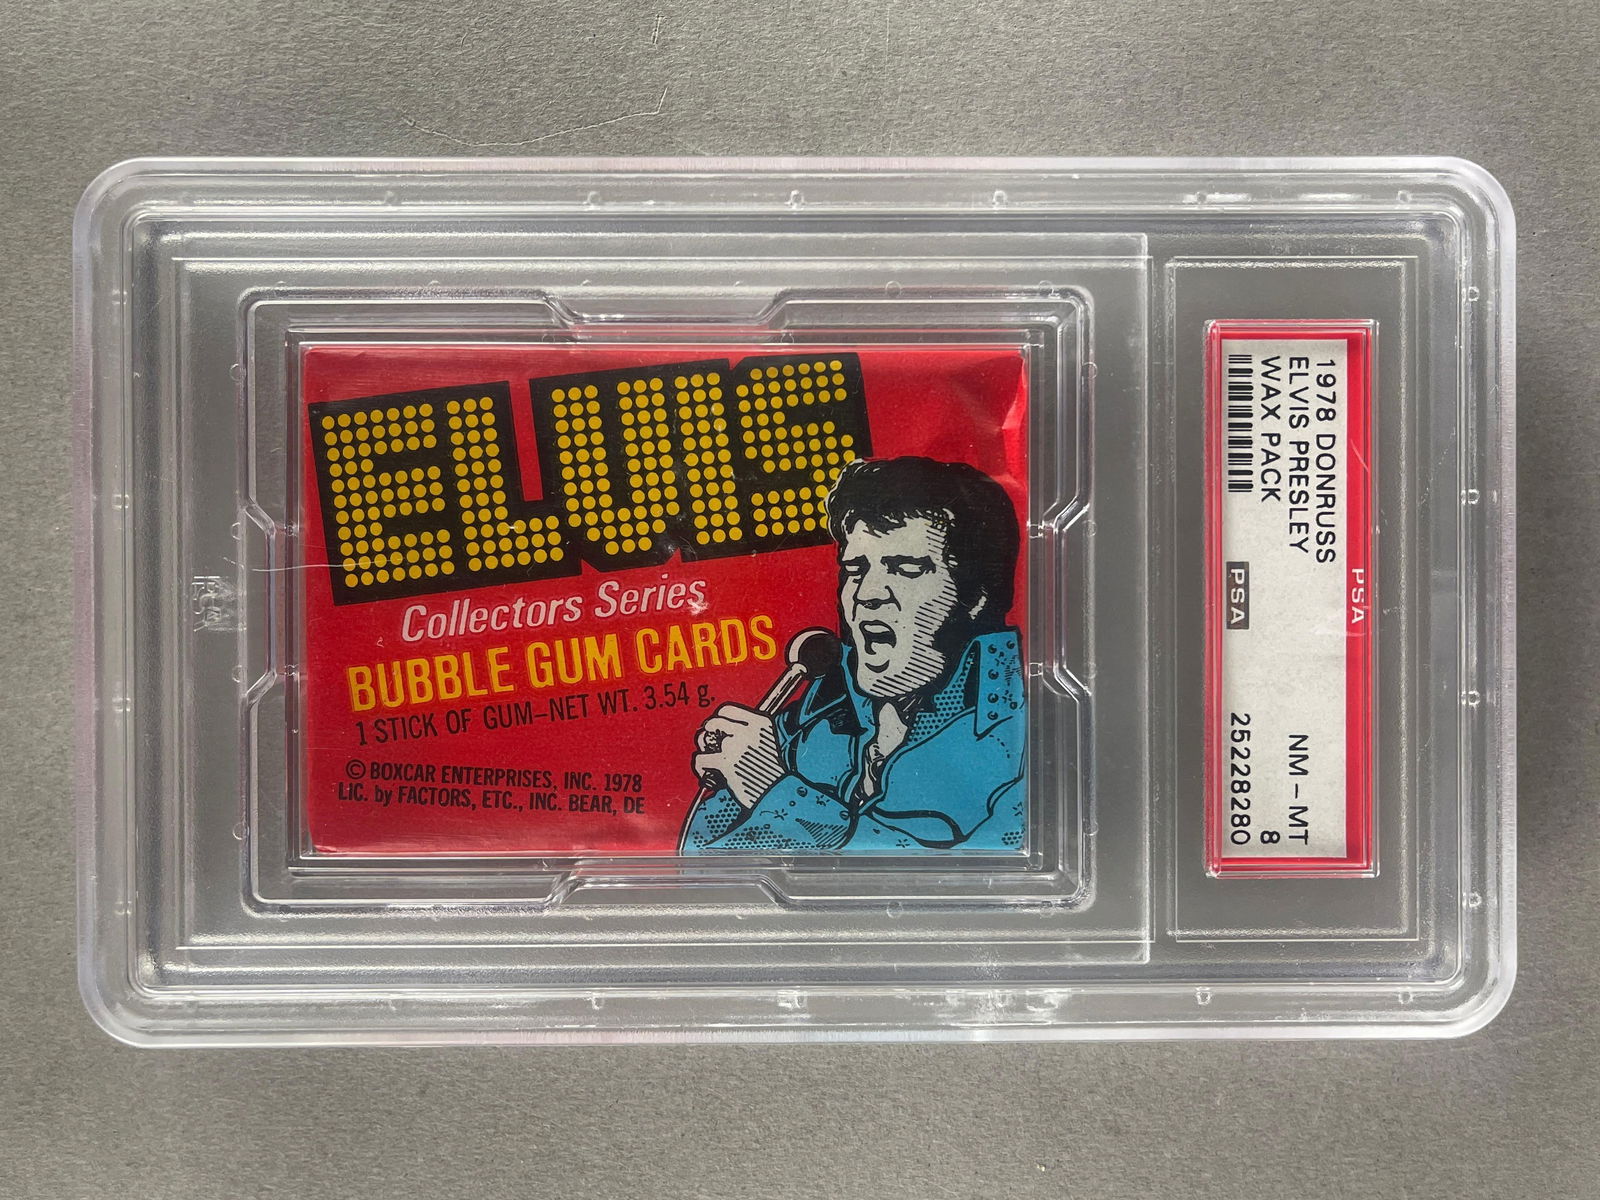 ELVIS
Collectors Series
BUBBLE GUM CARDS
1 STICK OF GUM–NET WT. 3.54 g.
© BOXCAR ENTERPRISES, INC. 1978
LIC. by FACTORS, ETC., INC. BEAR, DE
PSA
1978 DONRUSS
ELVIS PRESLEY NM – MT
WAX PACK 8
PSA 25228280